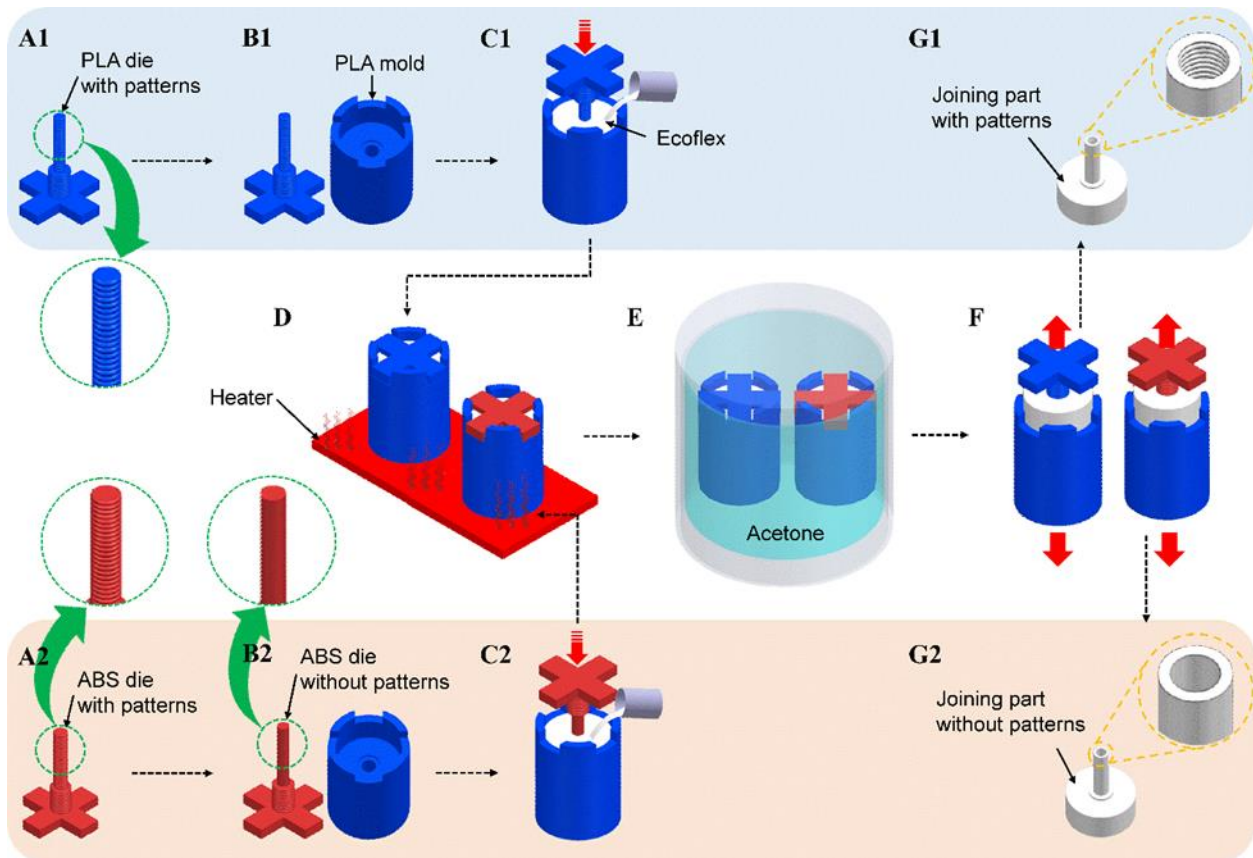 A1
PLA die
with patterns
B1
PLA mold
C1
Ecoflex
G1
Joining part
with patterns
D
Heater
E
Acetone
F
A2
ABS die
with patterns
B2
ABS die
without patterns
C2
G2
Joining part
without patterns